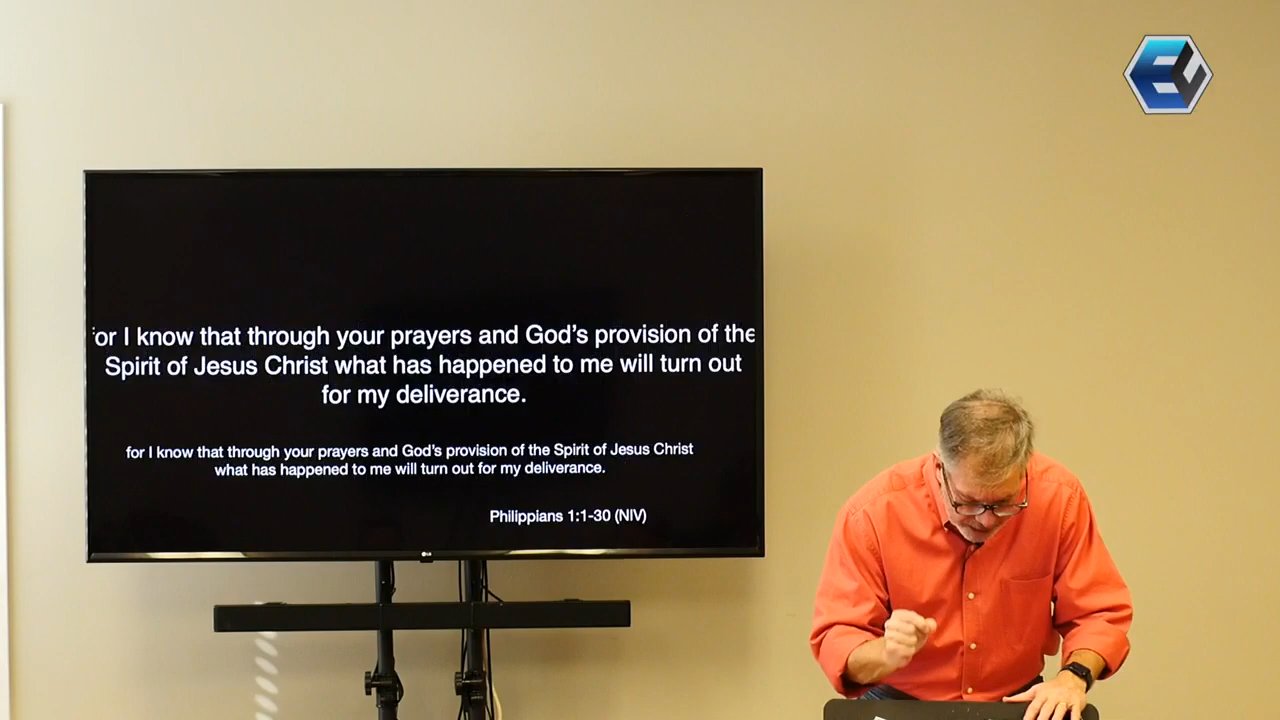 for I know that through your prayers and God's provision of the
Spirit of Jesus Christ what has happened to me will turn out
for my deliverance.
for I know that through your prayers and God's provision of the Spirit of Jesus Christ
what has happened to me will turn out for my deliverance.
Philippians 1:1-30 (NIV)
LG